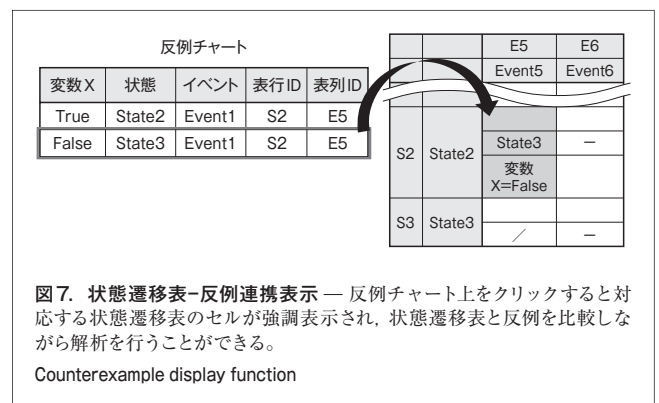 反例チャート
変数X 状態 イベント 表行ID 表列ID
True State2 Event1 S2 E5
False State3 Event1 S2 E5
E5 E6
Event5 Event6
S2 State2 State3 −
変数
X=False
S3 State3
／ −
図7. 状態遷移表−反例連携表示 — 反例チャート上をクリックすると対
応する状態遷移表のセルが強調表示され，状態遷移表と反例を比較しな
がら解析を行うことができる。
Counterexample display function